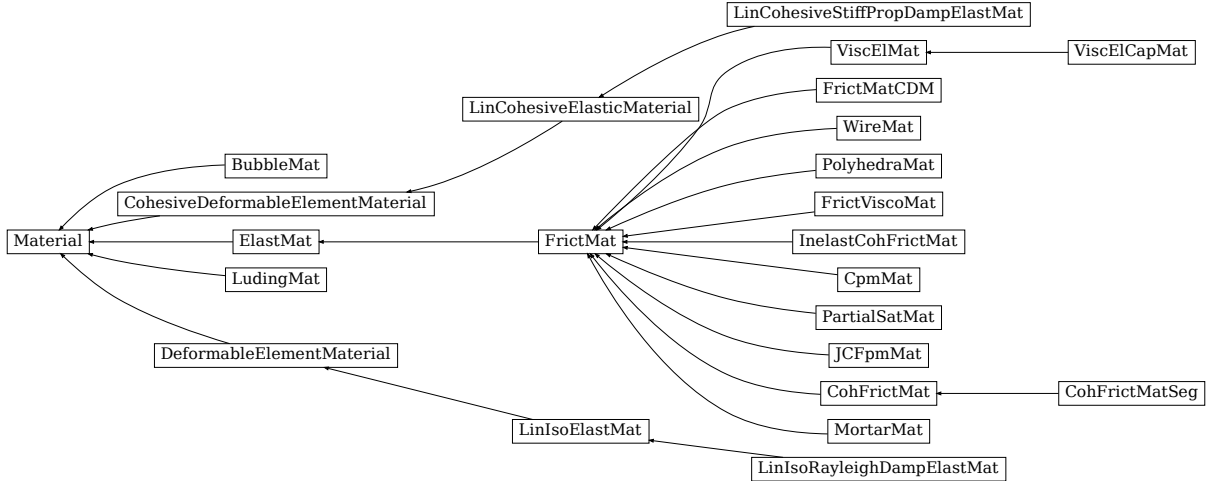 LinCohesiveStiffPropDampElastMat
ViscElMat
ViscElCapMat
FrictMatCDM
LinCohesiveElasticMaterial
WireMat
BubbleMat
PolyhedraMat
CohesiveDeformableElementMaterial
FrictViscoMat
Material
ElastMat
FrictMat
InelastCohFrictMat
LudingMat
CpmMat
PartialSatMat
DeformableElementMaterial
JCFpmMat
CohFrictMat
CohFrictMatSeg
LinIsoElastMat
MortarMat
LinIsoRayleighDampElastMat